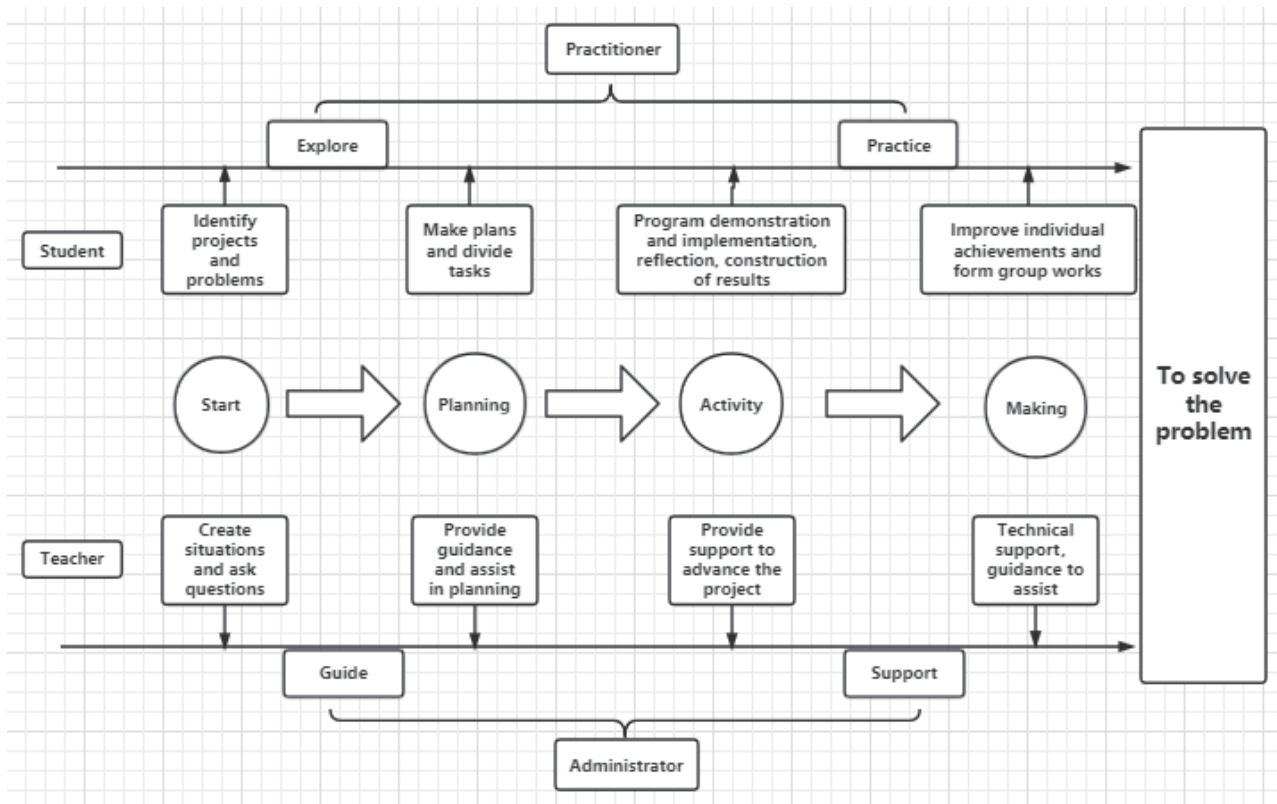 Practitioner
Explore
Practice
Student
Identify
projects
and
problems
Make plans
and divide
tasks
Program demonstration
and implementation,
reflection, construction
of results
Improve individual
achievements and
form group works
Start
Planning
Activity
Making
To solve
the
problem
Teacher
Create
situations
and ask
questions
Provide
guidance
and assist
in planning
Provide
support to
advance the
project
Technical
support,
guidance to
assist
Guide
Support
Administrator